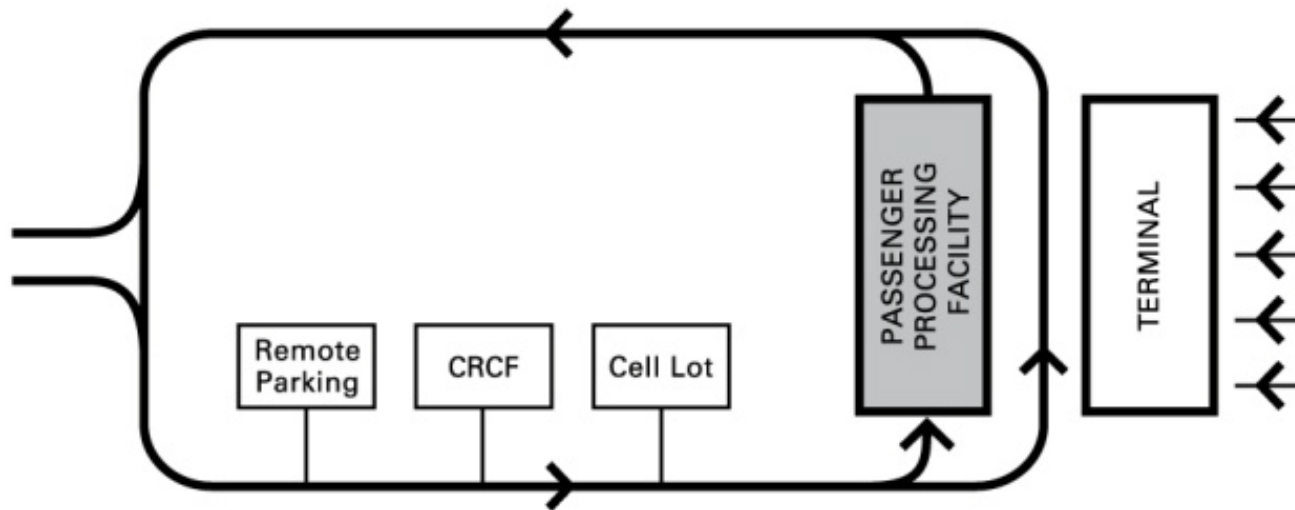 Remote
Parking
CRCF
Cell Lot
PASSENGER
PROCESSING
FACILITY
TERMINAL